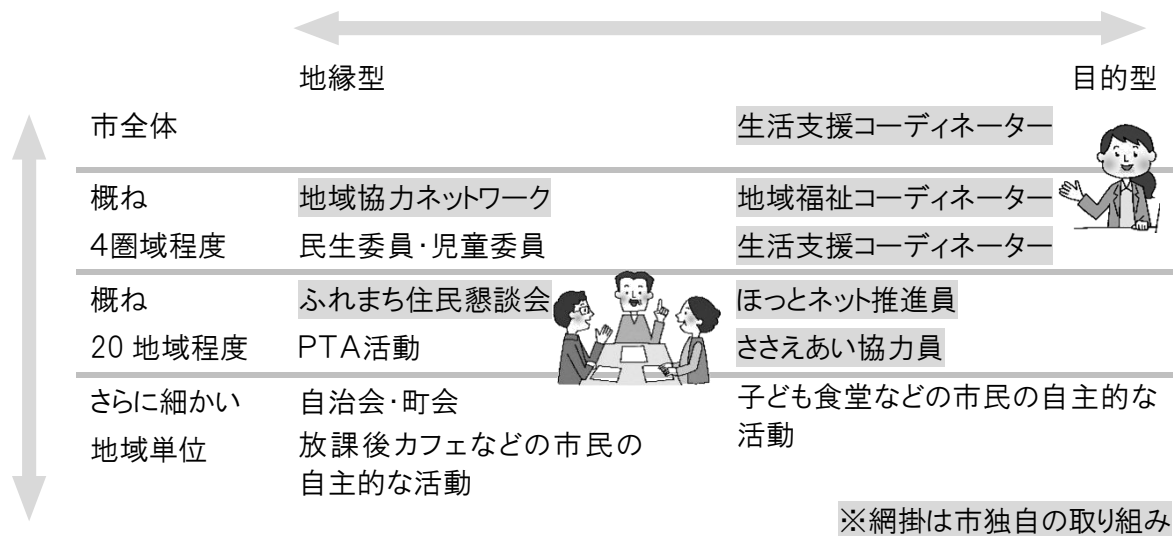 地縁型 目的型
市全体 生活支援コーディネーター
概ね 地域協力ネットワーク 地域福祉コーディネーター
4圏域程度 民生委員・児童委員 生活支援コーディネーター
概ね ふれまち住民懇談会 ほっとネット推進員
20 地域程度 PTA活動 ささえあい協力員
さらに細かい 自治会・町会 子ども食堂などの市民の自主的な
地域単位 放課後カフェなどの市民の 活動
自主的な活動
※網掛は市独自の取り組み